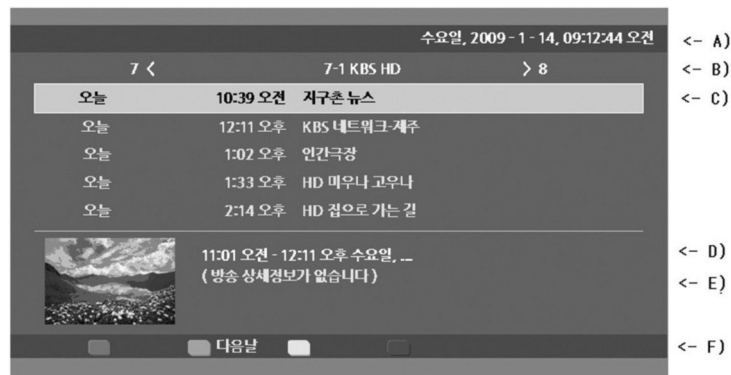 수요일, 2009 - 1 - 14, 09:12:44 오전 <- A)
7 < 7-1 KBS HD > 8 <- B)
오늘 10:39 오전 지구촌 뉴스 <- C)
오늘 12:11 오후 KBS 네트워크-제주
오늘 1:02 오후 인간극장
오늘 1:33 오후 HD 미우나 고우나
오늘 2:14 오후 HD 집으로 가는 길
11:01 오전 - 12:11 오후 수요일, ... <- D)
( 방송 상세정보가 없습니다 ) <- E)
다음날 <- F)